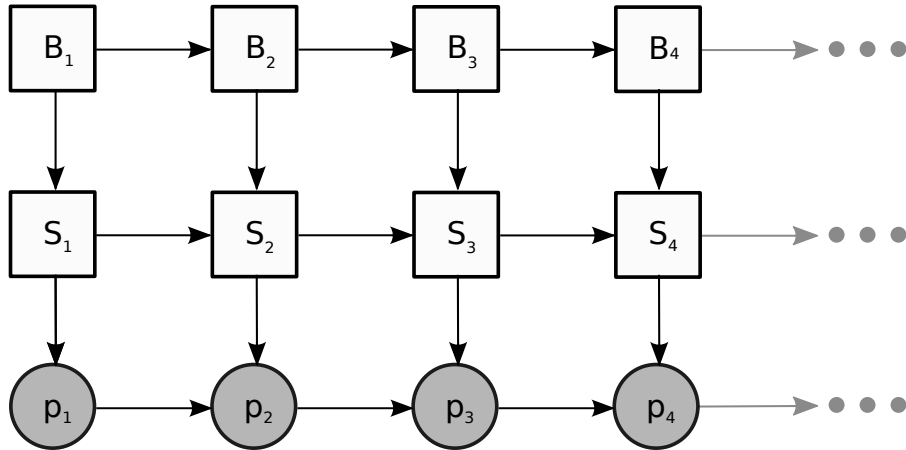 B₁ B₂ B₃ B₄
S₁ S₂ S₃ S₄
p₁ p₂ p₃ p₄